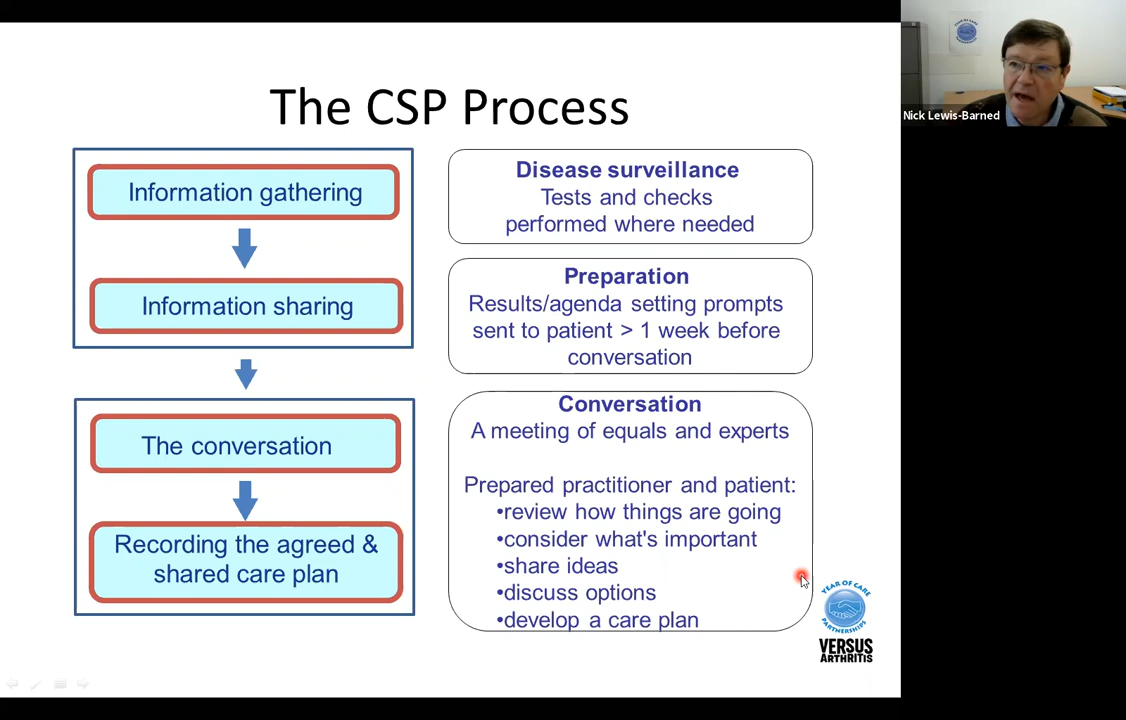 The CSP Process
Information gathering
Information sharing
The conversation
Recording the agreed &
shared care plan
Disease surveillance
Tests and checks
performed where needed
Preparation
Results/agenda setting prompts
sent to patient > 1 week before
conversation
Conversation
A meeting of equals and experts
Prepared practitioner and patient:
•review how things are going
•consider what's important
•share ideas
•discuss options
•develop a care plan
YEAR OF CARE
PARTNERSHIPS
VERSUS
ARTHRITIS
Nick Lewis-Barned